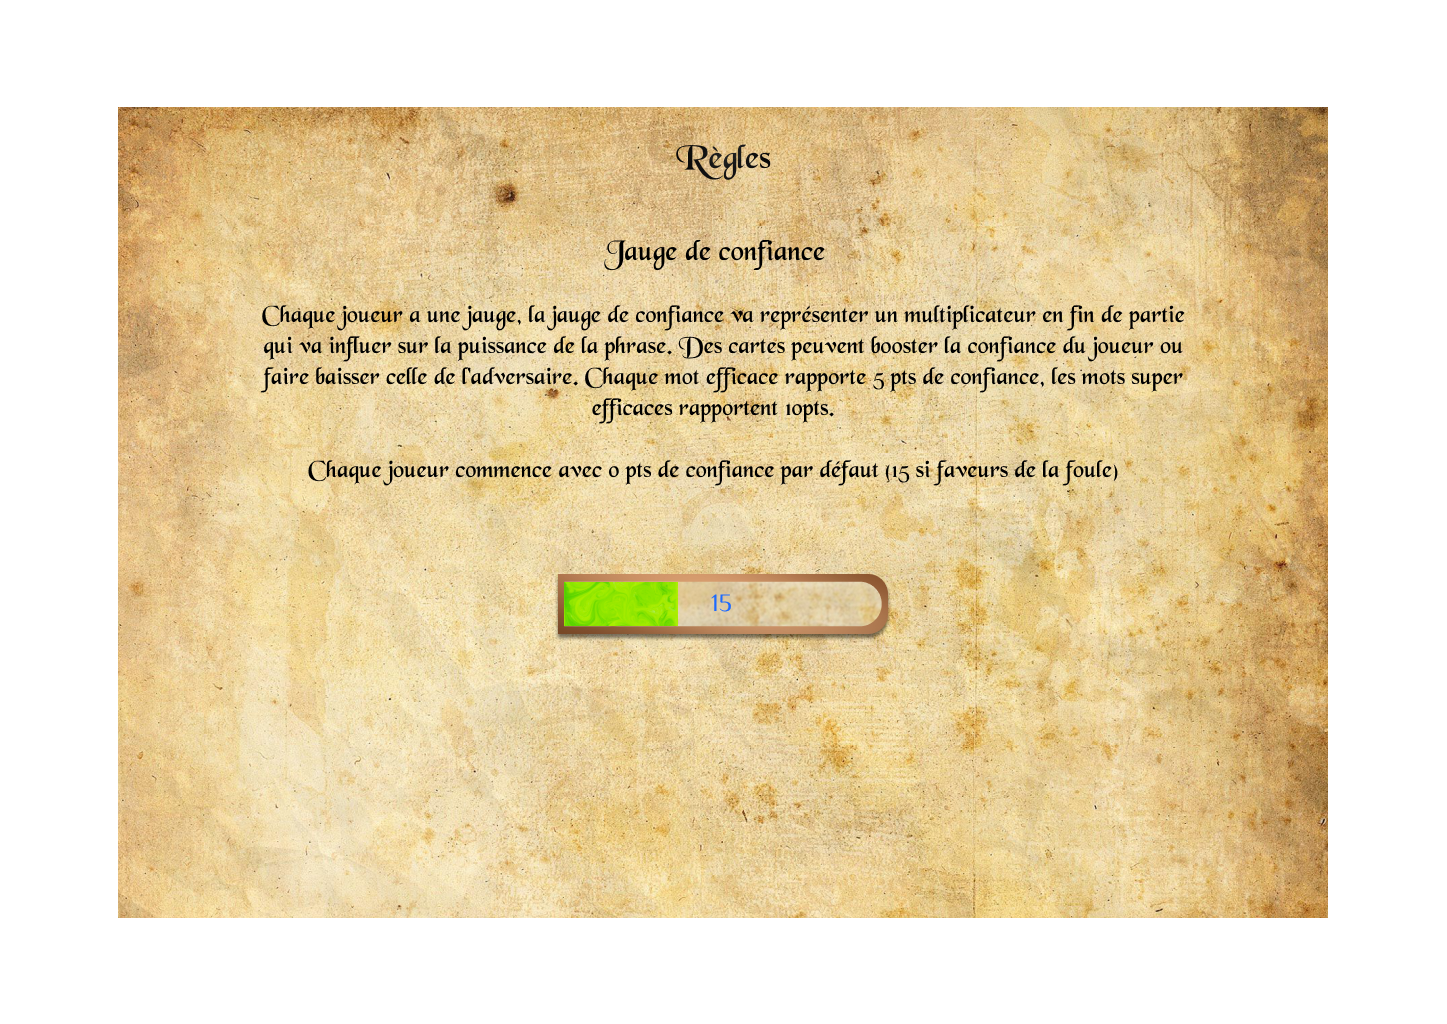 Règles
Jauge de confiance
Chaque joueur a une jauge, la jauge de confiance va représenter un multiplicateur en fin de partie
qui va influer sur la puissance de la phrase. Des cartes peuvent booster la confiance du joueur ou
faire baisser celle de l'adversaire. Chaque mot efficace rapporte 5 pts de confiance, les mots super
efficaces rapportent 10pts.
Chaque joueur commence avec 0 pts de confiance par défaut (15 si faveurs de la foule)
15